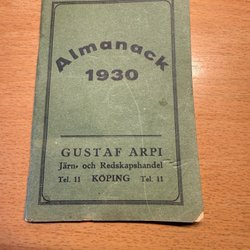 Almanack
1930
GUSTAF ARPI
Järn- och Redskapshandel
Tel. 11 KÖPING Tel. 11